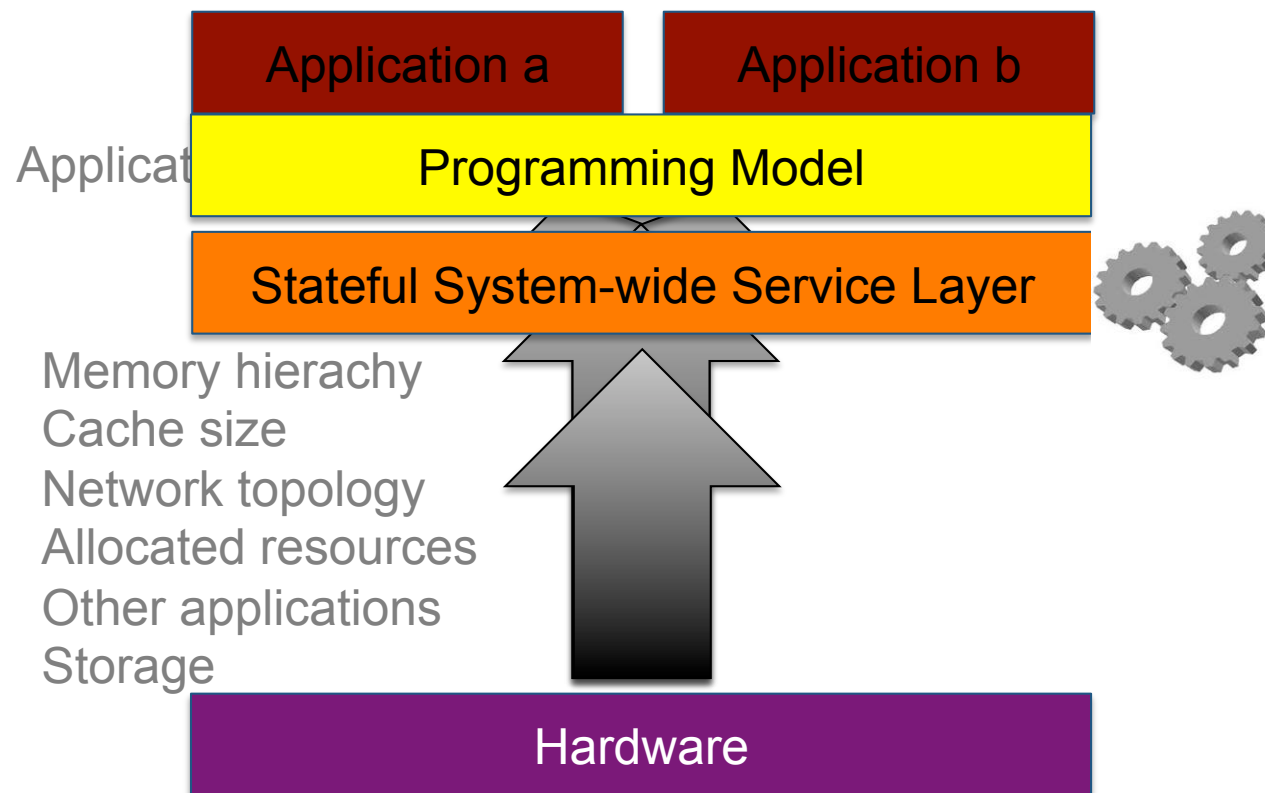 Application a
Application b
Applicat
Programming Model
Stateful System-wide Service Layer
Memory hierachy
Cache size
Network topology
Allocated resources
Other applications
Storage
Hardware